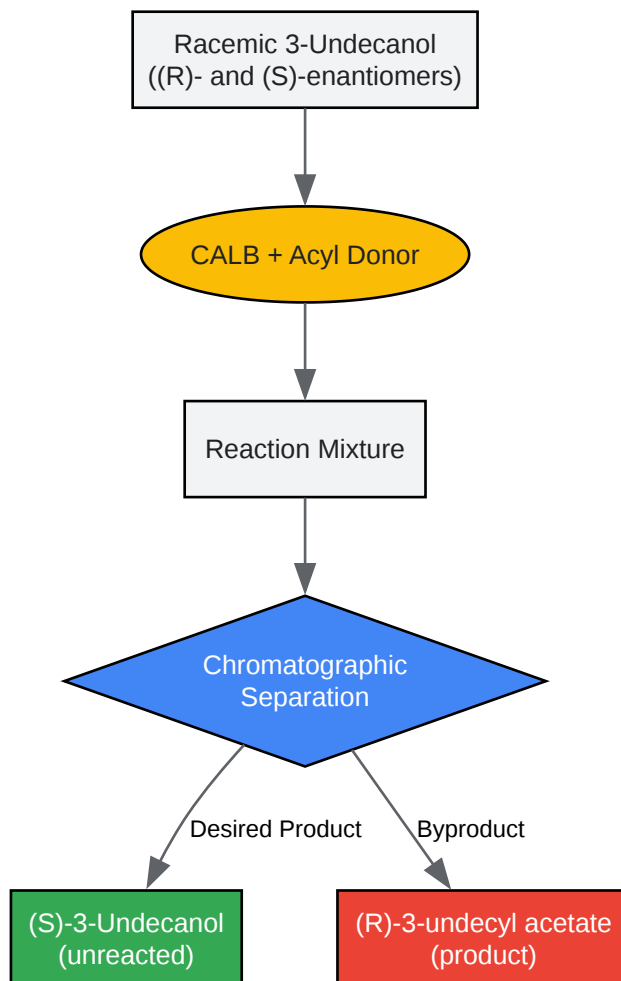 Racemic 3-Undecanol
((R)- and (S)-enantiomers)
CALB + Acyl Donor
Reaction Mixture
Chromatographic
Separation
Desired Product
Byproduct
(S)-3-Undecanol
(unreacted)
(R)-3-undecyl acetate
(product)